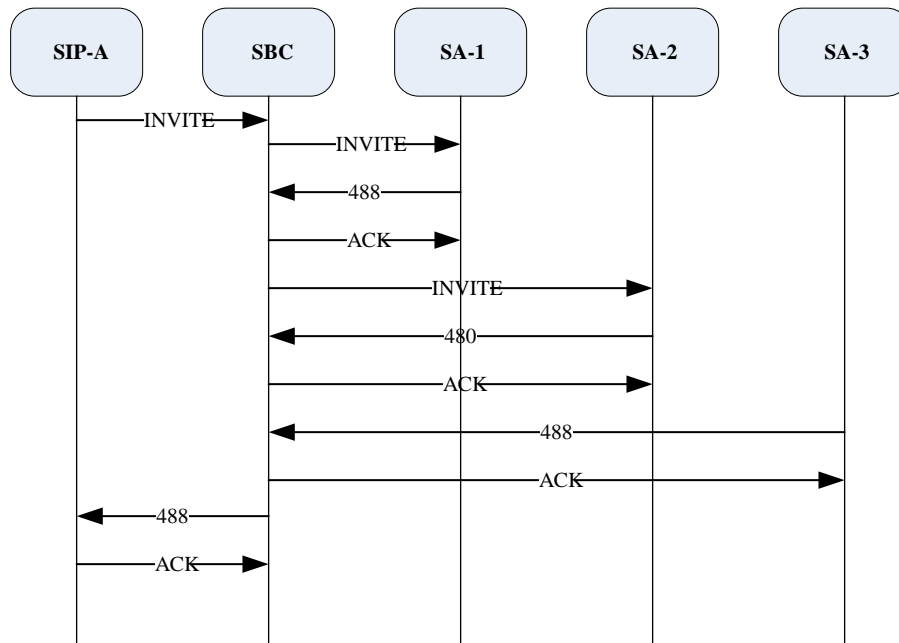 SIP-A
SBC
SA-1
SA-2
SA-3
INVITE
INVITE
488
ACK
INVITE
480
ACK
488
ACK
488
ACK